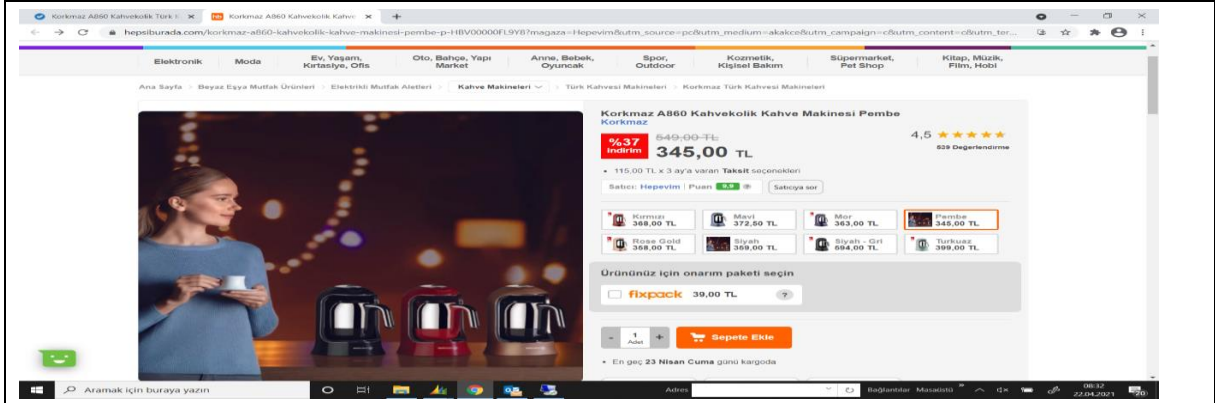 Korkmaz A860 Kahvekolik Türk K
Korkmaz A860 Kahvekolik Kahve
hepsiburada.com/korkmaz-a860-kahvekolik-kahve-makinesi-pembe-p-HBV00000FL9Y8?magaza=Hepevim&utm_source=pc&utm_medium=akakce&utm_campaign=c&utm_content=c&utm_ter...
Elektronik
Moda
Ev, Yaşam,
Kırtasiye, Ofis
Oto, Bahçe, Yapı
Market
Anne, Bebek,
Oyuncak
Spor,
Outdoor
Kozmetik,
Kişisel Bakım
Süpermarket,
Pet Shop
Kitap, Müzik,
Film, Hobi
Ana Sayfa > Beyaz Eşya Mutfak Ürünleri > Elektrikli Mutfak Aletleri > Kahve Makineleri > Türk Kahvesi Makineleri > Korkmaz Türk Kahvesi Makineleri
Korkmaz A860 Kahvekolik Kahve Makinesi Pembe
Korkmaz
%37
indirim
549,00 TL
345,00 TL
4,5
539 Değerlendirme
• 115,00 TL x 3 ay'a varan Taksit seçenekleri
Satıcı: Hepevim | Puan 9,9
Satıcıya sor
Kırmızı
368,00 TL
Mavi
372,50 TL
Mor
363,00 TL
Pembe
345,00 TL
Rose Gold
358,00 TL
Siyah
359,00 TL
Siyah - Gri
594,00 TL
Turkuaz
399,00 TL
Ürününüz için onarım paketi seçin
fixpack 39,00 TL ?
- 1 +
Adet
Sepete Ekle
• En geç 23 Nisan Cuma günü kargoda
Aramak için buraya yazın
Adres
Bağlantılar
Masaüstü
08:32
22.04.2021
20